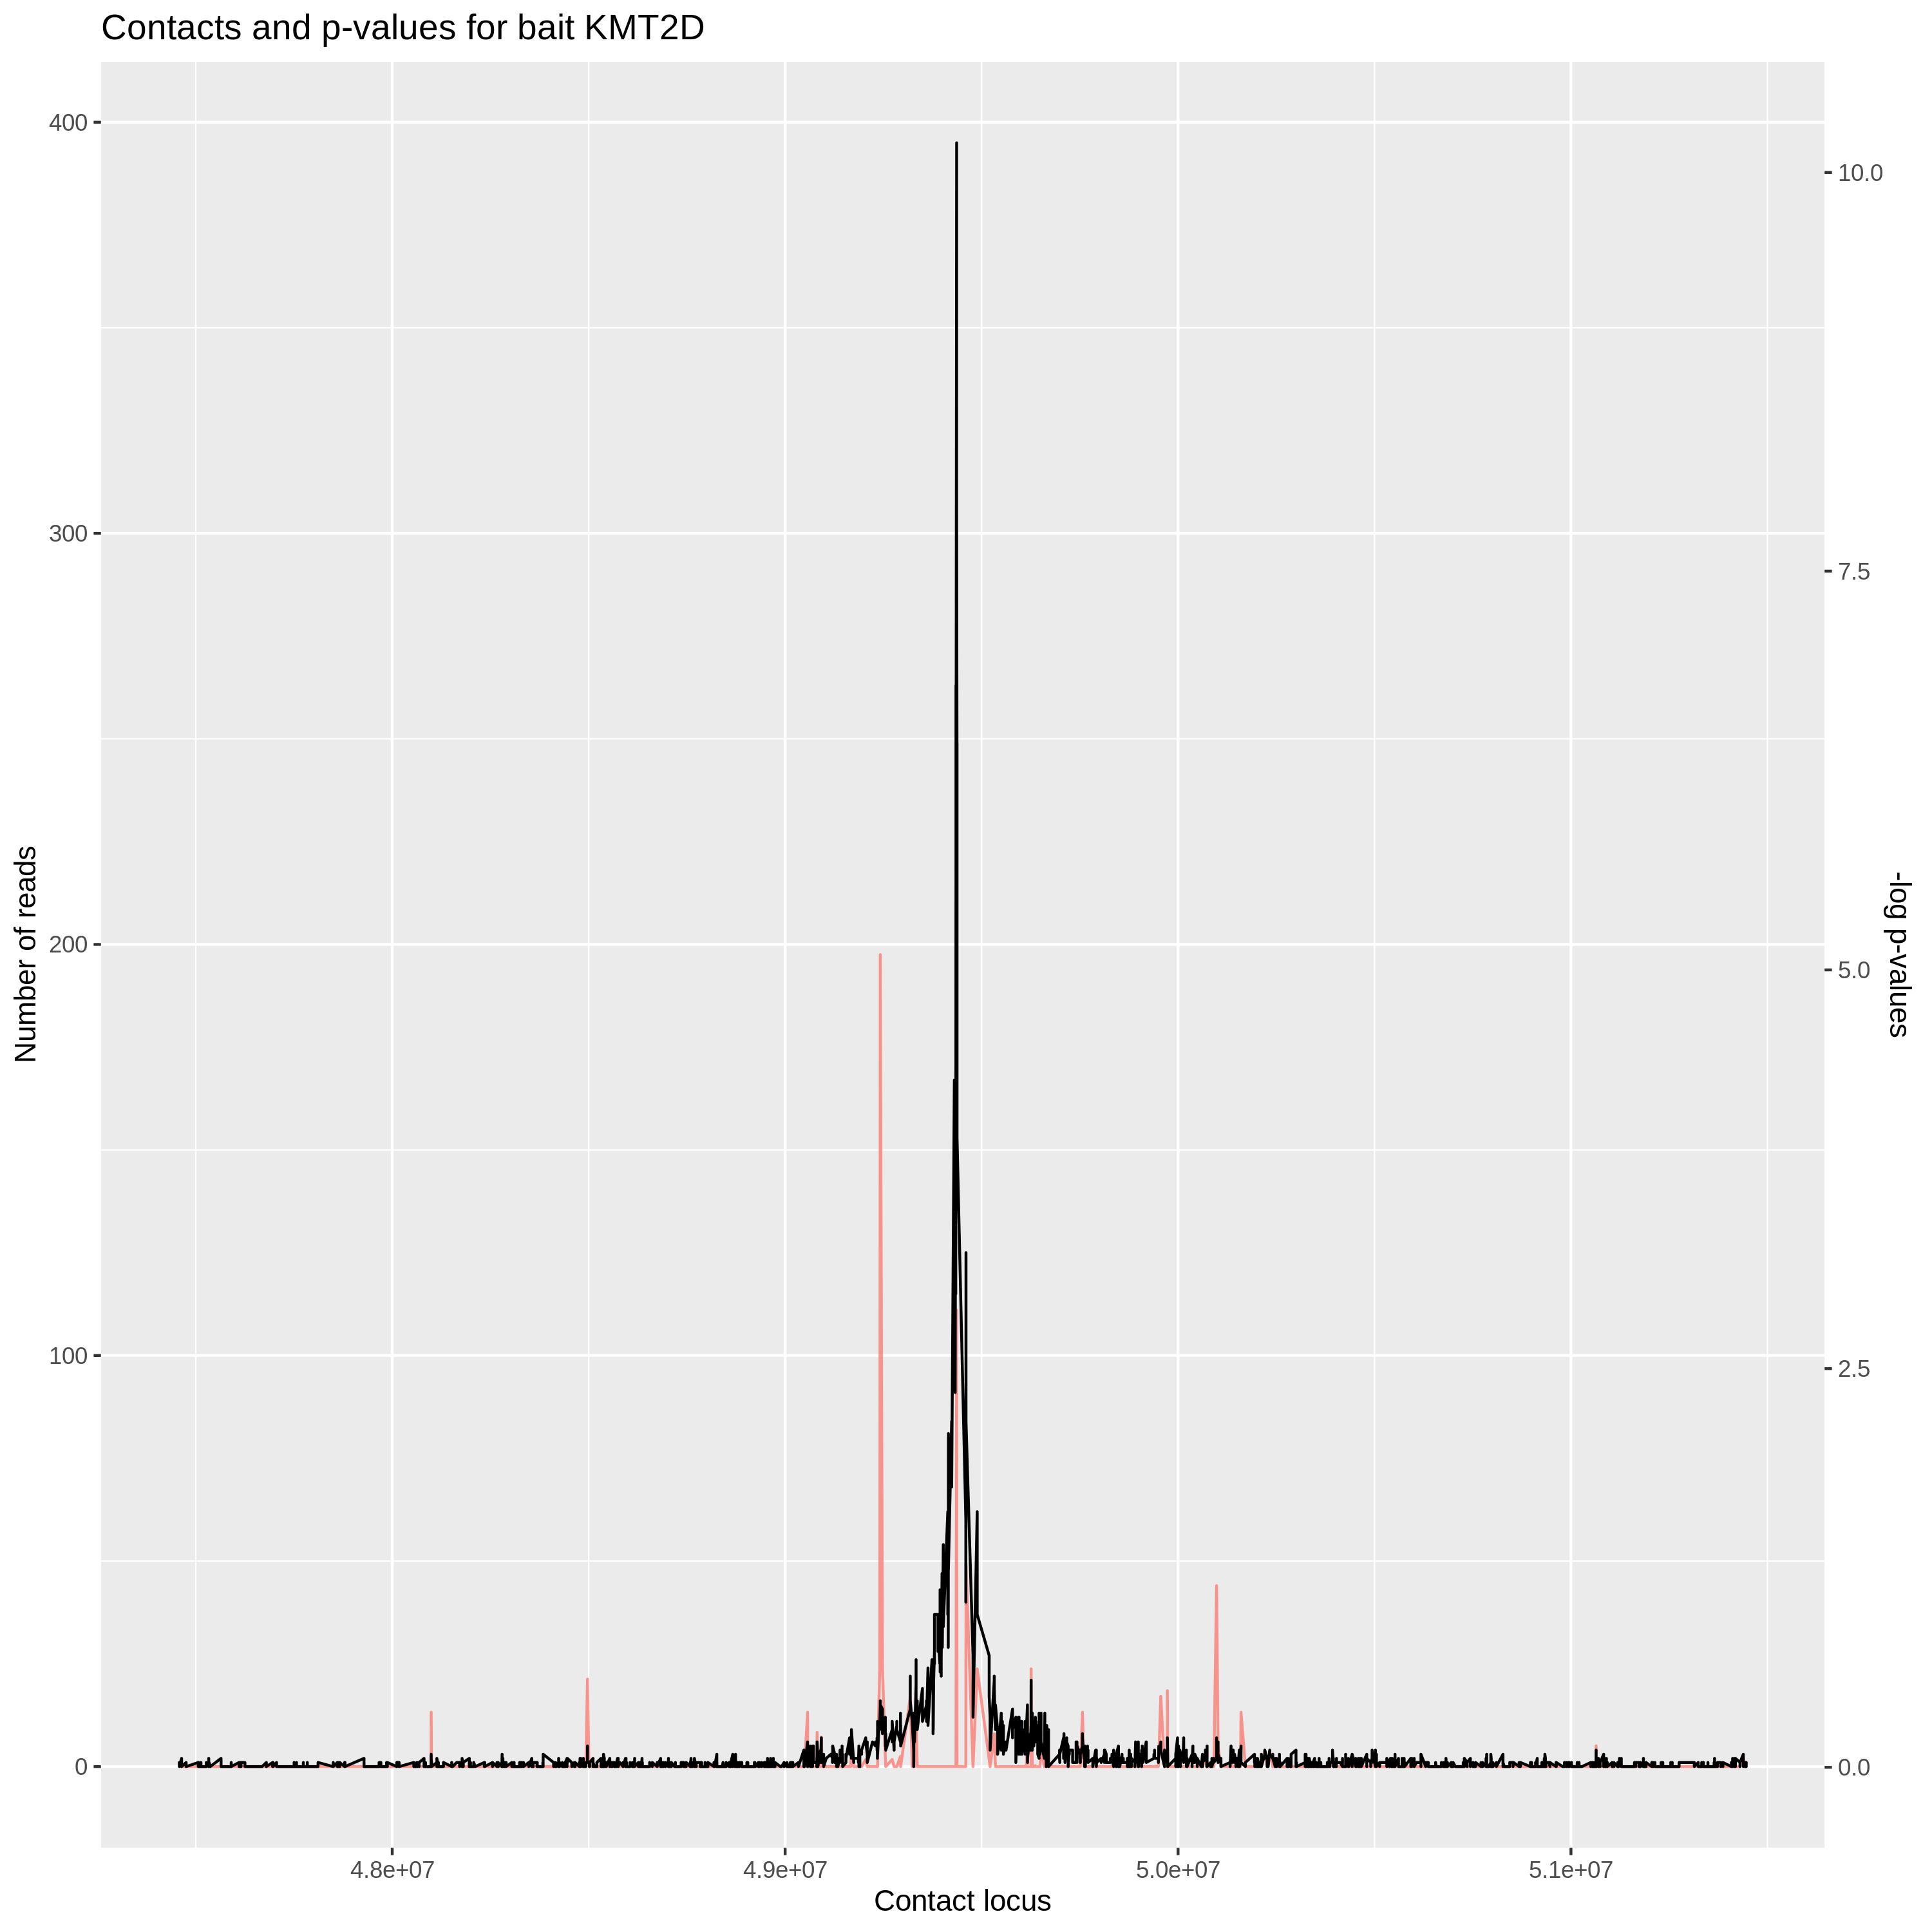 Contacts and p-values for bait KMT2D
400
300
200
100
0
Number of reads
10.0
7.5
5.0
2.5
0.0
-log p-values
4.8e+07
4.9e+07
5.0e+07
5.1e+07
Contact locus